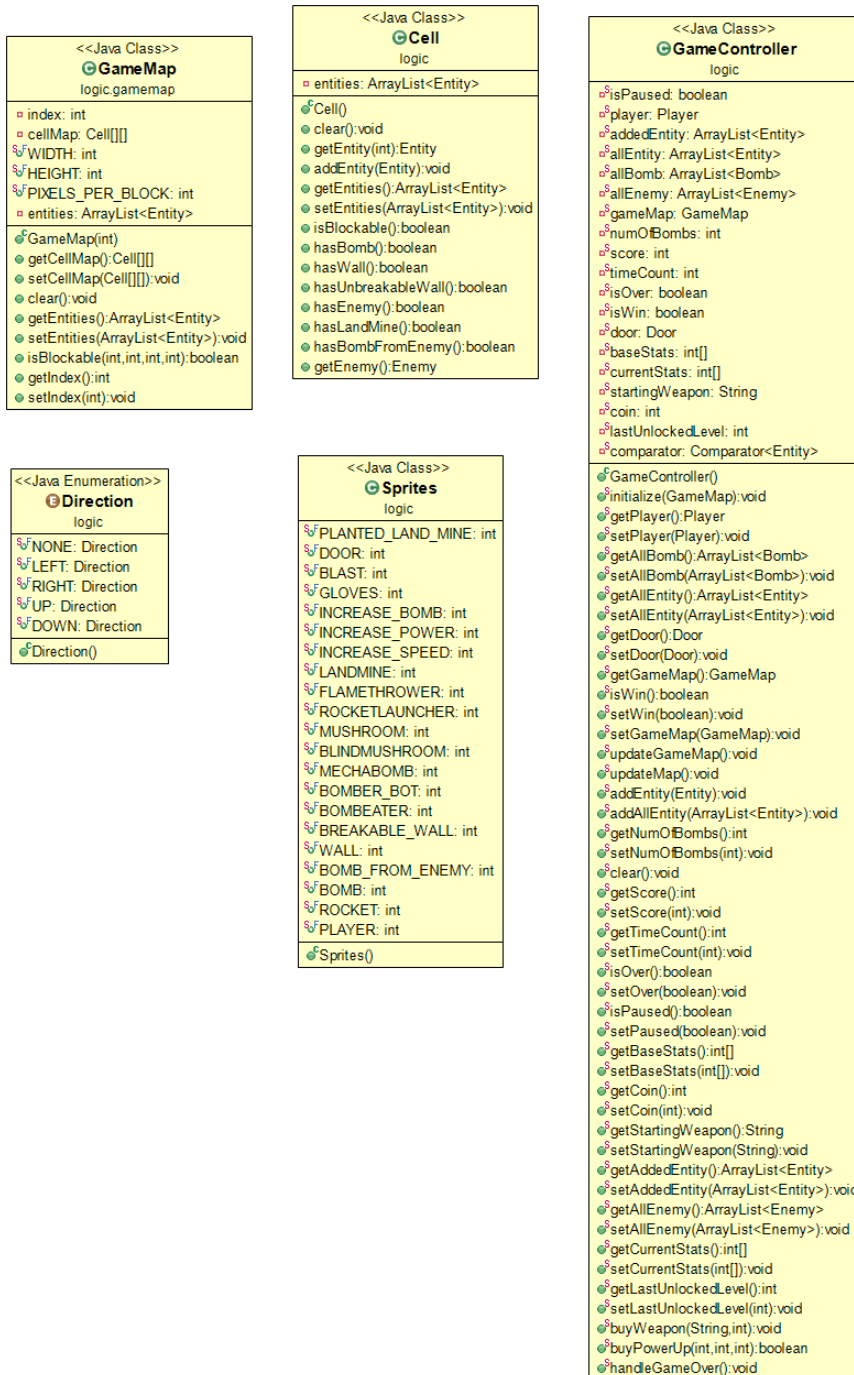 <<Java Class>>
GameMap
logic.gamemap
index: int
cellMap: Cell[][]
WIDTH: int
HEIGHT: int
PIXELS_PER_BLOCK: int
entities: ArrayList<Entity>
GameMap(int)
getCellMap():Cell[][]
setCellMap(Cell[][]):void
clear():void
getEntities():ArrayList<Entity>
setEntities(ArrayList<Entity>):void
isBlockable(int,int,int,int):boolean
getIndex():int
setIndex(int):void
<<Java Class>>
Cell
logic
entities: ArrayList<Entity>
Cell()
clear():void
getEntity(int):Entity
addEntity(Entity):void
getEntities():ArrayList<Entity>
setEntities(ArrayList<Entity>):void
isBlockable():boolean
hasBomb():boolean
hasWall():boolean
hasUnbreakableWall():boolean
hasEnemy():boolean
hasLandMine():boolean
hasBombFromEnemy():boolean
getEnemy():Enemy
<<Java Enumeration>>
Direction
logic
NONE: Direction
LEFT: Direction
RIGHT: Direction
UP: Direction
DOWN: Direction
Direction()
<<Java Class>>
Sprites
logic
PLANTED_LAND_MINE: int
DOOR: int
BLAST: int
GLOVES: int
INCREASE_BOMB: int
INCREASE_POWER: int
INCREASE_SPEED: int
LANDMINE: int
FLAMETHROWER: int
ROCKETLAUNCHER: int
MUSHROOM: int
BLINDMUSHROOM: int
MECHABOMB: int
BOMBER_BOT: int
BOMBEATER: int
BREAKABLE_WALL: int
WALL: int
BOMB_FROM_ENEMY: int
BOMB: int
ROCKET: int
PLAYER: int
Sprites()
<<Java Class>>
GameController
logic
isPaused: boolean
player: Player
addedEntity: ArrayList<Entity>
allEntity: ArrayList<Entity>
allBomb: ArrayList<Bomb>
allEnemy: ArrayList<Enemy>
gameMap: GameMap
numOfBombs: int
score: int
timeCount: int
isOver: boolean
isWin: boolean
door: Door
baseStats: int[]
currentStats: int[]
startingWeapon: String
coin: int
lastUnlockedLevel: int
comparator: Comparator<Entity>
GameController()
initialize(GameMap):void
getPlayer():Player
setPlayer(Player):void
getAllBomb():ArrayList<Bomb>
setAllBomb(ArrayList<Bomb>):void
getAllEntity():ArrayList<Entity>
setAllEntity(ArrayList<Entity>):void
getDoor():Door
setDoor(Door):void
getGameMap():GameMap
isWin():boolean
setWin(boolean):void
setGameMap(GameMap):void
updateGameMap():void
updateMap():void
addEntity(Entity):void
addAllEntity(ArrayList<Entity>):void
getNumOfBombs():int
setNumOfBombs(int):void
clear():void
getScore():int
setScore(int):void
getTimeCount():int
setTimeCount(int):void
isOver():boolean
setOver(boolean):void
isPaused():boolean
setPaused(boolean):void
getBaseStats():int[]
setBaseStats(int[]):void
getCoin():int
setCoin(int):void
getStartingWeapon():String
setStartingWeapon(String):void
getAddedEntity():ArrayList<Entity>
setAddedEntity(ArrayList<Entity>):void
getAllEnemy():ArrayList<Enemy>
setAllEnemy(ArrayList<Enemy>):void
getCurrentStats():int[]
setCurrentStats(int[]):void
getLastUnlockedLevel():int
setLastUnlockedLevel(int):void
buyWeapon(String,int):void
buyPowerUp(int,int,int):boolean
handleGameOver():void